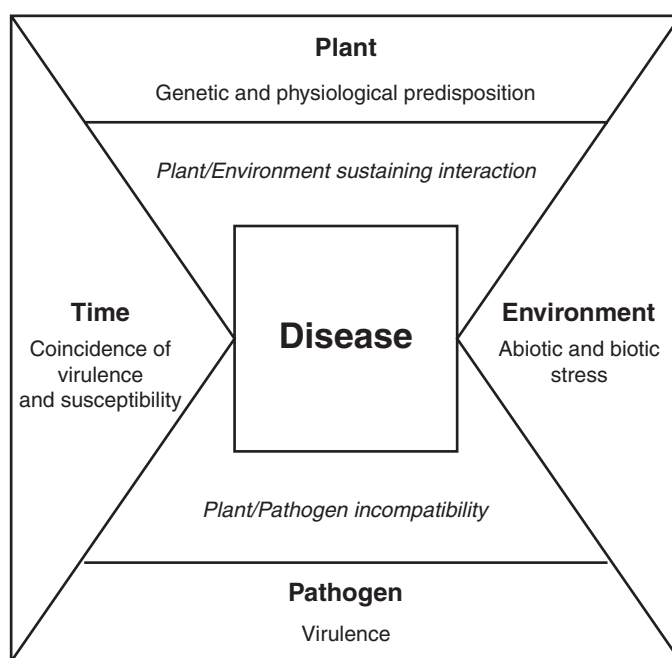 Plant
Genetic and physiological predisposition
Plant/Environment sustaining interaction
Time
Coincidence of
virulence
and susceptibility
Disease
Environment
Abiotic and biotic
stress
Plant/Pathogen incompatibility
Pathogen
Virulence